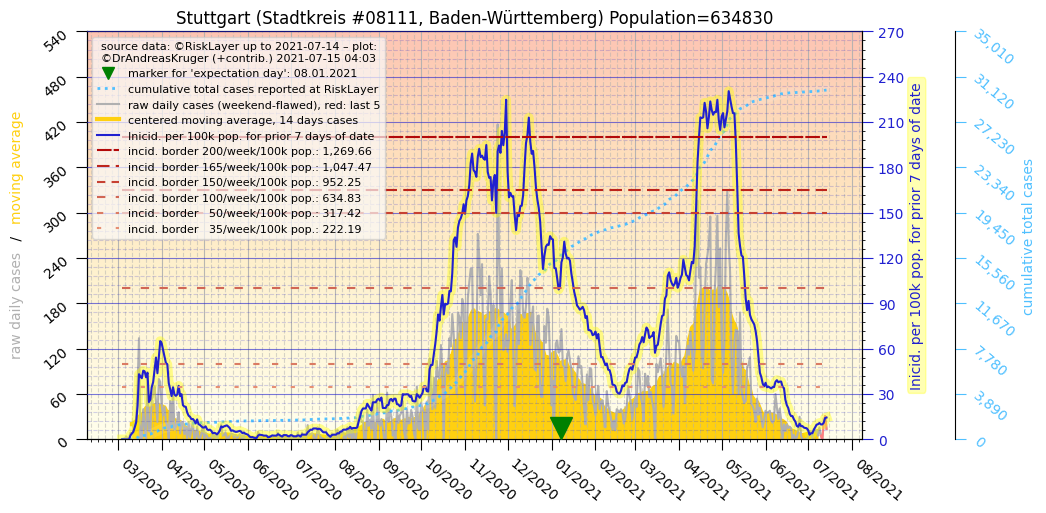 Stuttgart (Stadtkreis #08111, Baden-Württemberg) Population=634830
source data: ©RiskLayer up to 2021-07-14 – plot:
©DrAndreasKruger (+contrib.) 2021-07-15 04:03
marker for 'expectation day': 08.01.2021
cumulative total cases reported at RiskLayer
raw daily cases (weekend-flawed), red: last 5
centered moving average, 14 days cases
Inicid. per 100k pop. for prior 7 days of date
incid. border 200/week/100k pop.: 1,269.66
incid. border 165/week/100k pop.: 1,047.47
incid. border 150/week/100k pop.: 952.25
incid. border 100/week/100k pop.: 634.83
incid. border 50/week/100k pop.: 317.42
incid. border 35/week/100k pop.: 222.19
raw daily cases / moving average
540
480
420
360
300
240
180
120
60
0
03/2020
04/2020
05/2020
06/2020
07/2020
08/2020
09/2020
10/2020
11/2020
12/2020
01/2021
02/2021
03/2021
04/2021
05/2021
06/2021
07/2021
08/2021
270
240
210
180
150
120
90
60
30
0
Inicid. per 100k pop. for prior 7 days of date
35,010
31,120
27,230
23,340
19,450
15,560
11,670
7,780
3,890
0
cumulative total cases